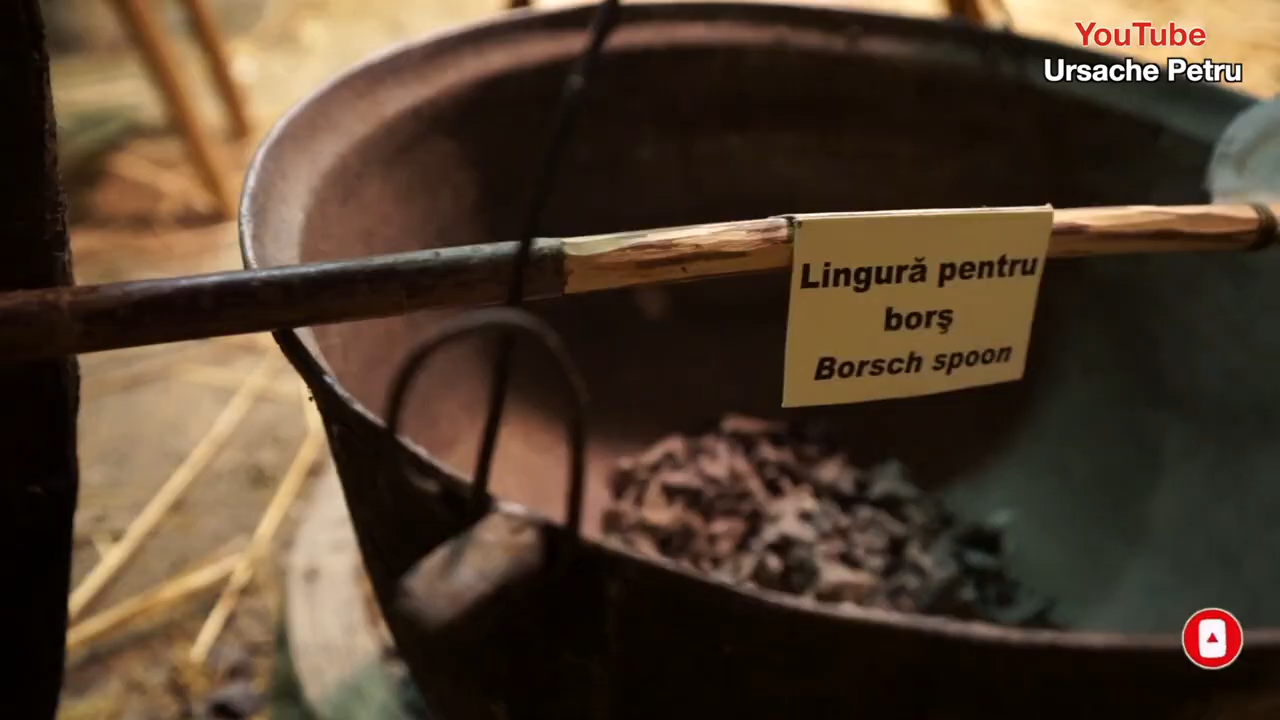 YouTube
Ursache Petru
Lingură pentru
borş
Borsch spoon